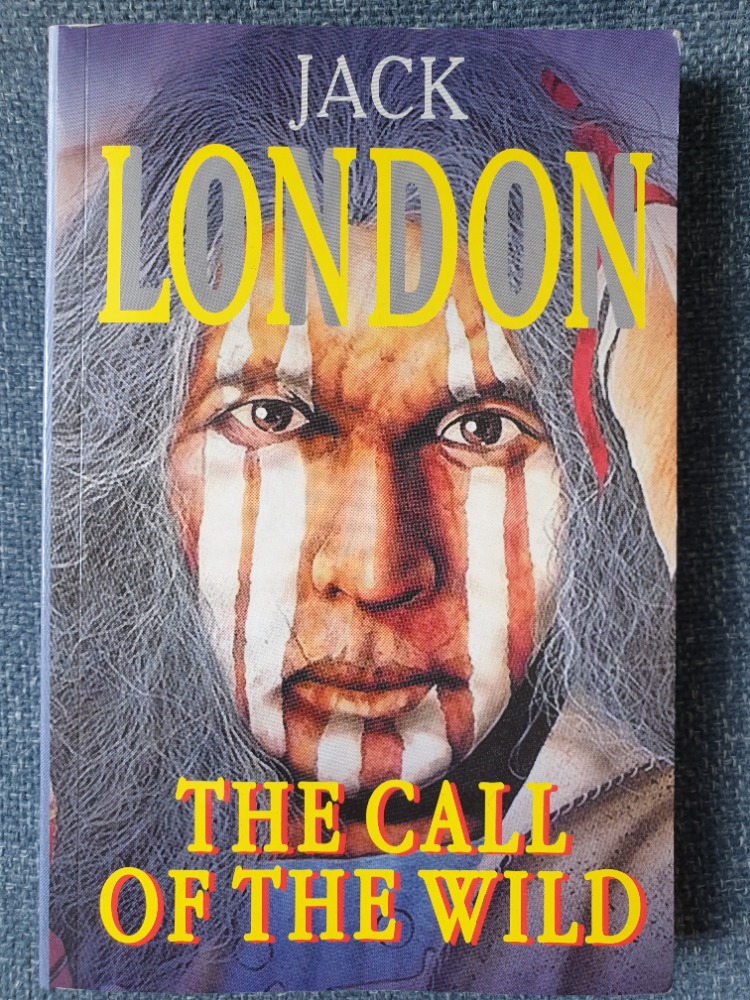 JACK
LONDON
THE CALL
OF THE WILD